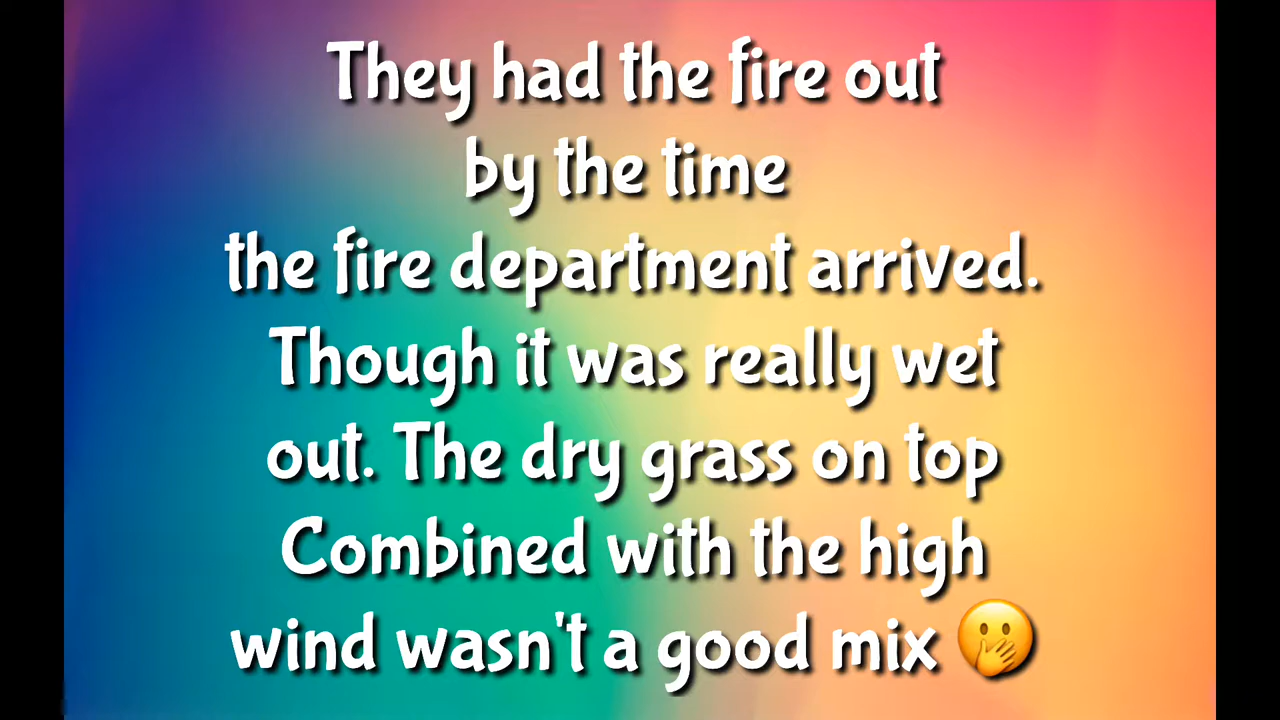 They had the fire out
by the time
the fire department arrived.
Though it was really wet
out. The dry grass on top
Combined with the high
wind wasn't a good mix 🫢